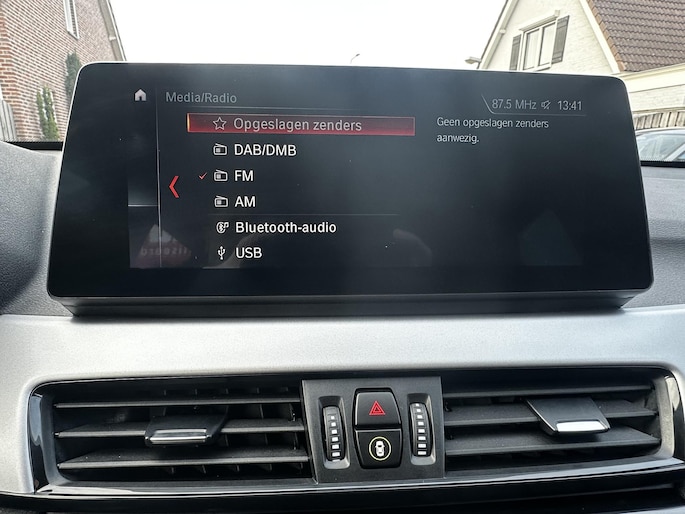 Media/Radio
87.5 MHz 13:41
Opgeslagen zenders
Geen opgeslagen zenders
aanwezig.
DAB/DMB
FM
AM
Bluetooth-audio
USB